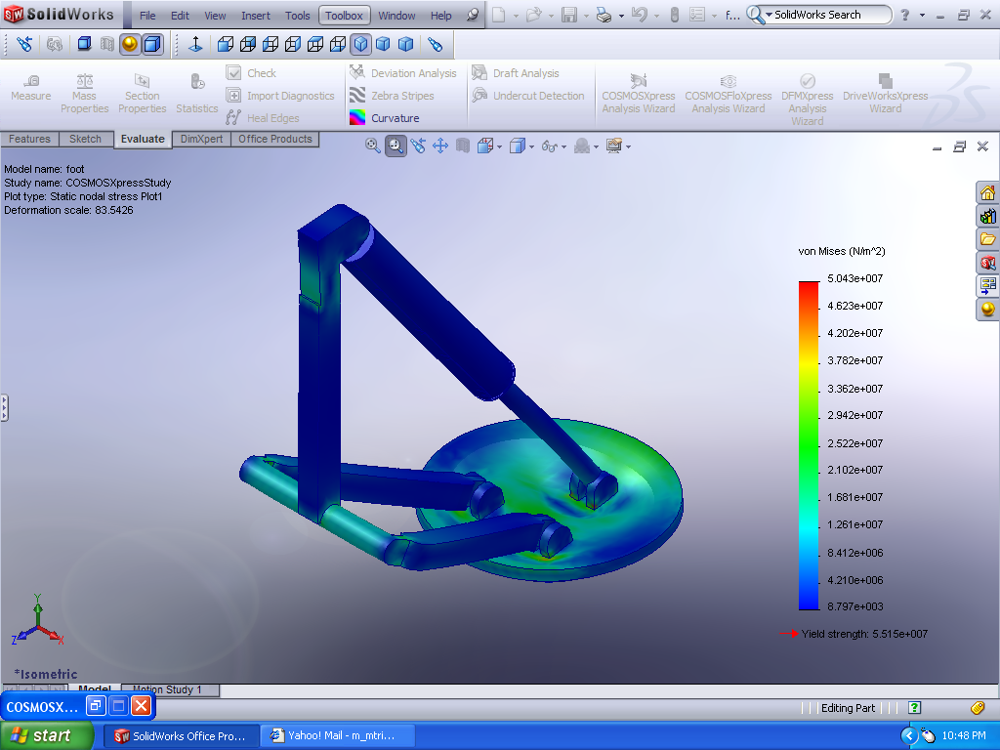 SolidWorks File Edit View Insert Tools Toolbox Window Help f... SolidWorks Search ?
Measure
Mass Properties
Section Properties
Statistics
Check
Import Diagnostics
Heal Edges
Deviation Analysis
Zebra Stripes
Curvature
Draft Analysis
Undercut Detection
COSMOSXpress Analysis Wizard
COSMOSFloXpress Analysis Wizard
DFMXpress Analysis Wizard
DriveWorksXpress Wizard
Features Sketch Evaluate DimXpert Office Products
Model name: foot
Study name: COSMOSXpressStudy
Plot type: Static nodal stress Plot1
Deformation scale: 83.5426
von Mises (N/m^2)
5.043e+007
4.623e+007
4.202e+007
3.782e+007
3.362e+007
2.942e+007
2.522e+007
2.102e+007
1.681e+007
1.261e+007
8.412e+006
4.210e+006
8.797e+003
Yield strength: 5.515e+007
Y
Z X
*Isometric
Model Motion Study 1
COSMOSX...
Editing Part ?
start SolidWorks Office Pro... Yahoo! Mail - m_mtri... 10:48 PM